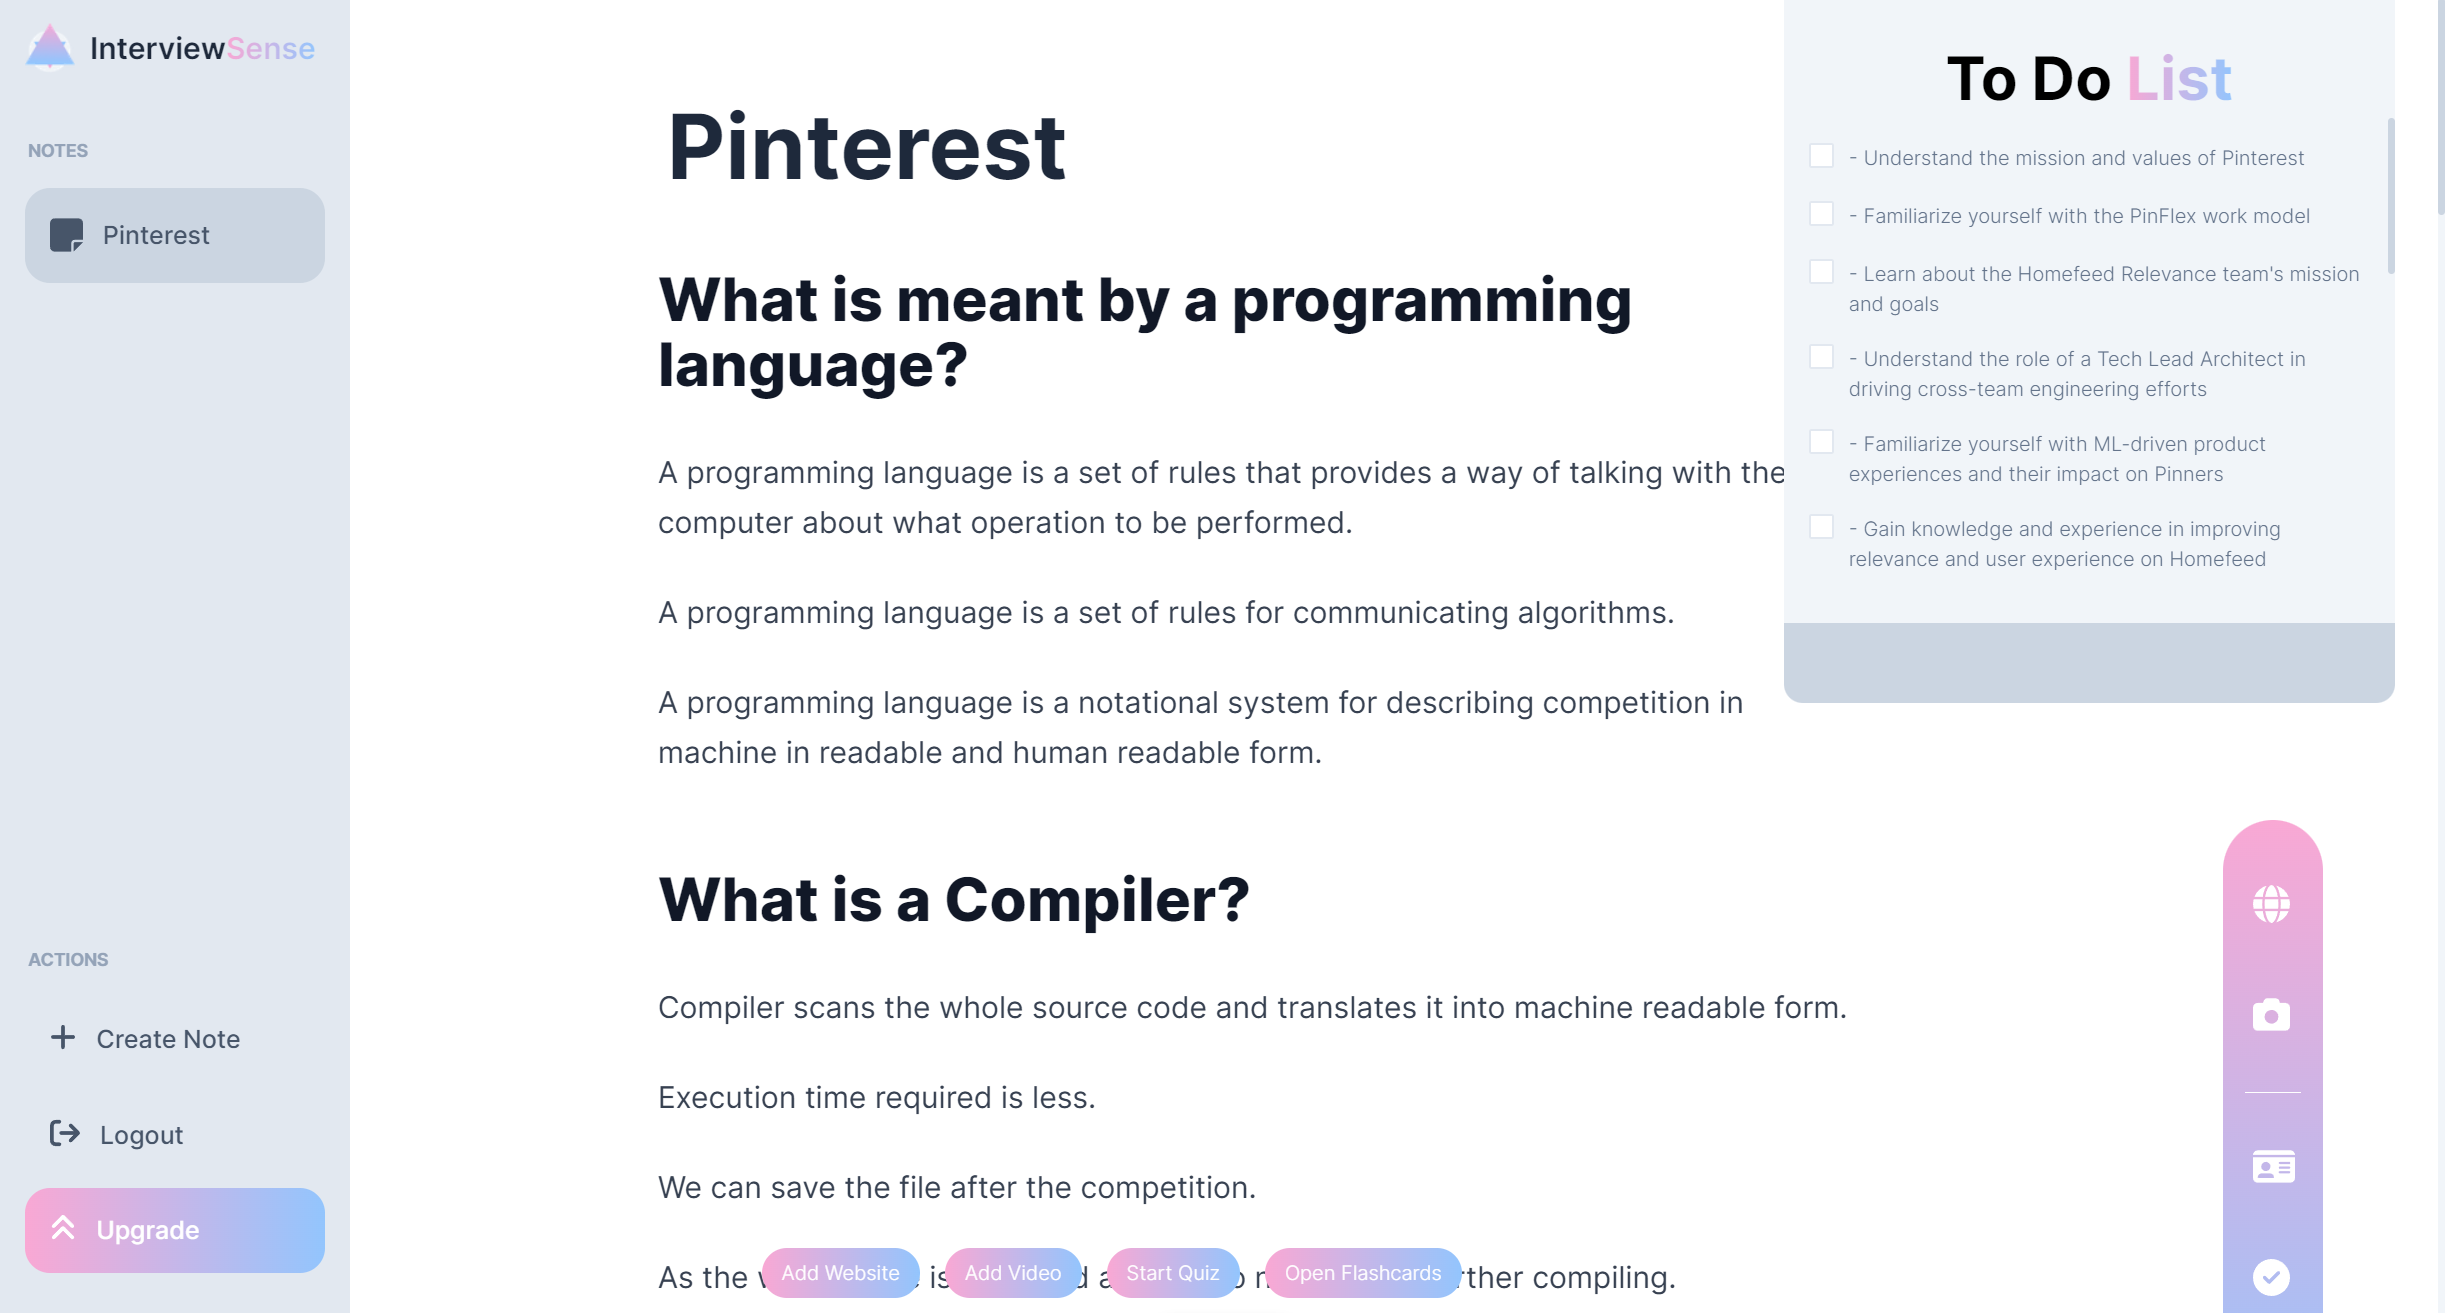 InterviewSense
NOTES
Pinterest
ACTIONS
Create Note
Logout
Upgrade
Pinterest
What is meant by a programming
language?
A programming language is a set of rules that provides a way of talking with the
computer about what operation to be performed.
A programming language is a set of rules for communicating algorithms.
A programming language is a notational system for describing competition in
machine in readable and human readable form.
What is a Compiler?
Compiler scans the whole source code and translates it into machine readable form.
Execution time required is less.
We can save the file after the competition.
As the
compiling.
Add Website
Add Video
Start Quiz
Open Flashcards
To Do List
- Understand the mission and values of Pinterest
- Familiarize yourself with the PinFlex work model
- Learn about the Homefeed Relevance team's mission
and goals
- Understand the role of a Tech Lead Architect in
driving cross-team engineering efforts
- Familiarize yourself with ML-driven product
experiences and their impact on Pinners
- Gain knowledge and experience in improving
relevance and user experience on Homefeed